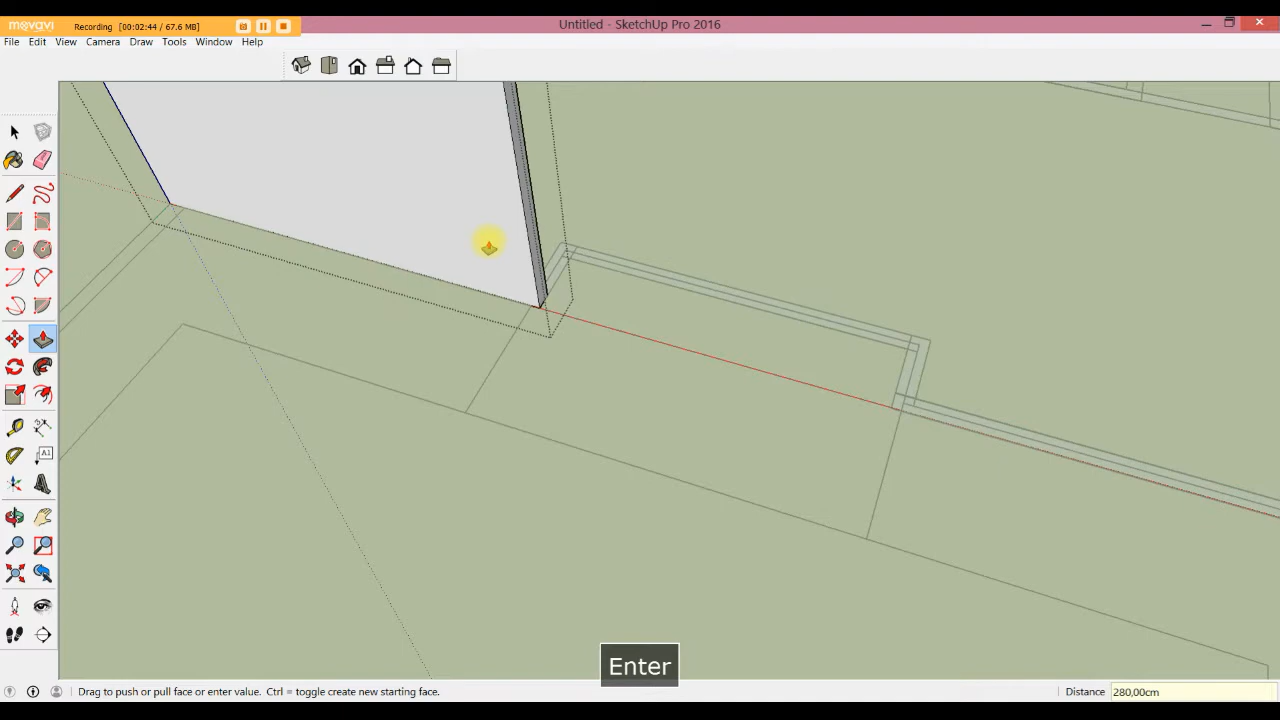 movavi
Recording [00:02:44 / 67.6 MB]
Untitled - SketchUp Pro 2016
File Edit View Camera Draw Tools Window Help
A1
Enter
Drag to push or pull face or enter value. Ctrl = toggle create new starting face.
Distance 280,00cm